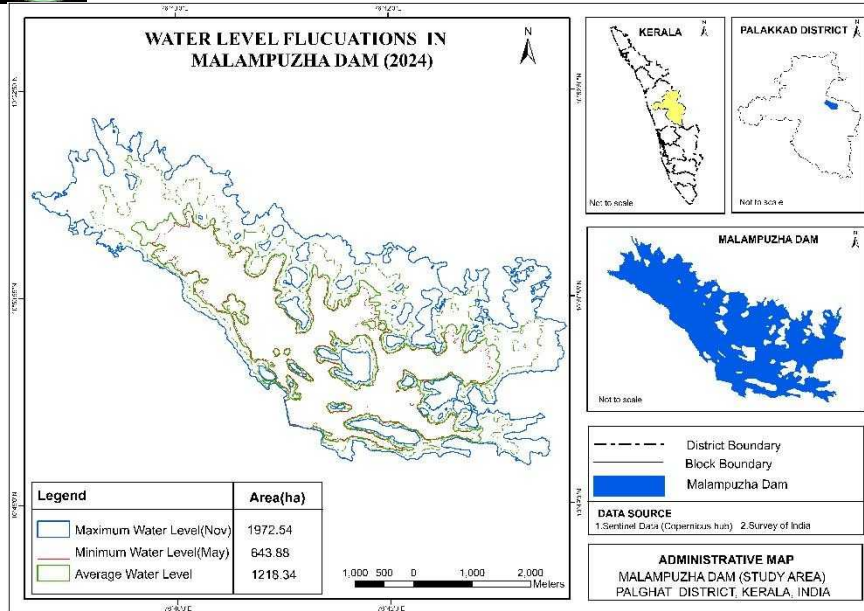 WATER LEVEL FLUCUATIONS IN
MALAMPUZHA DAM (2024)
N
Legend
Area(ha)
Maximum Water Level(Nov) 1972.54
Minimum Water Level(May) 643.88
Average Water Level 1218.34
1,000 500 0 1,000 2,000
Meters
KERALA
N
Not to scale
PALAKKAD DISTRICT
N
Not to scale
MALAMPUZHA DAM
N
Not to scale
District Boundary
Block Boundary
Malampuzha Dam
DATA SOURCE
1.Sentinel Data (Copernicus hub) 2.Survey of India
ADMINISTRATIVE MAP
MALAMPUZHA DAM (STUDY AREA)
PALGHAT DISTRICT, KERALA, INDIA